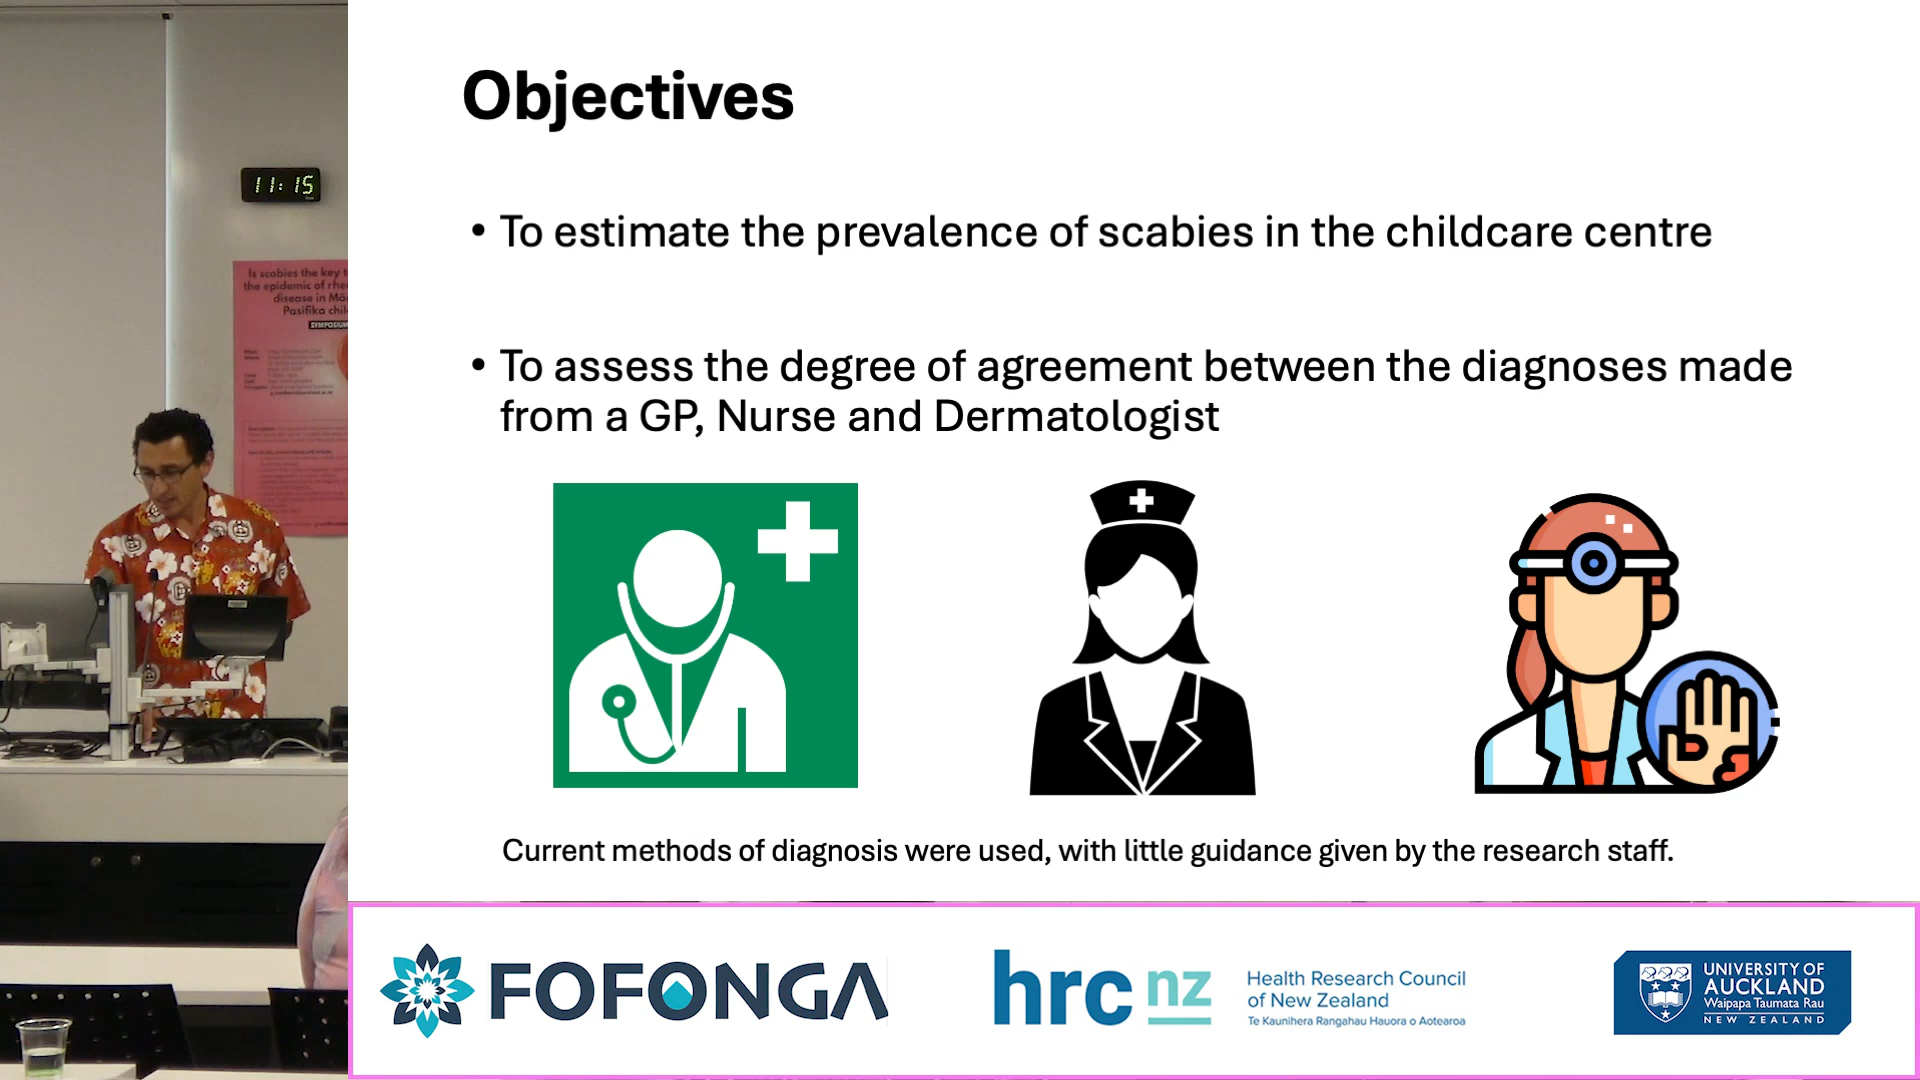 Objectives
• To estimate the prevalence of scabies in the childcare centre
• To assess the degree of agreement between the diagnoses made
from a GP, Nurse and Dermatologist
Current methods of diagnosis were used, with little guidance given by the research staff.
FOFONGA
hrc nz
Health Research Council
of New Zealand
Te Kaunihera Rangahau Hauora o Aotearoa
UNIVERSITY OF
AUCKLAND
Waipapa Taumata Rau
NEW ZEALAND
11:15
Is scabies the key
the epidemic of
disease in
Pasifika
SYMPOSIUM